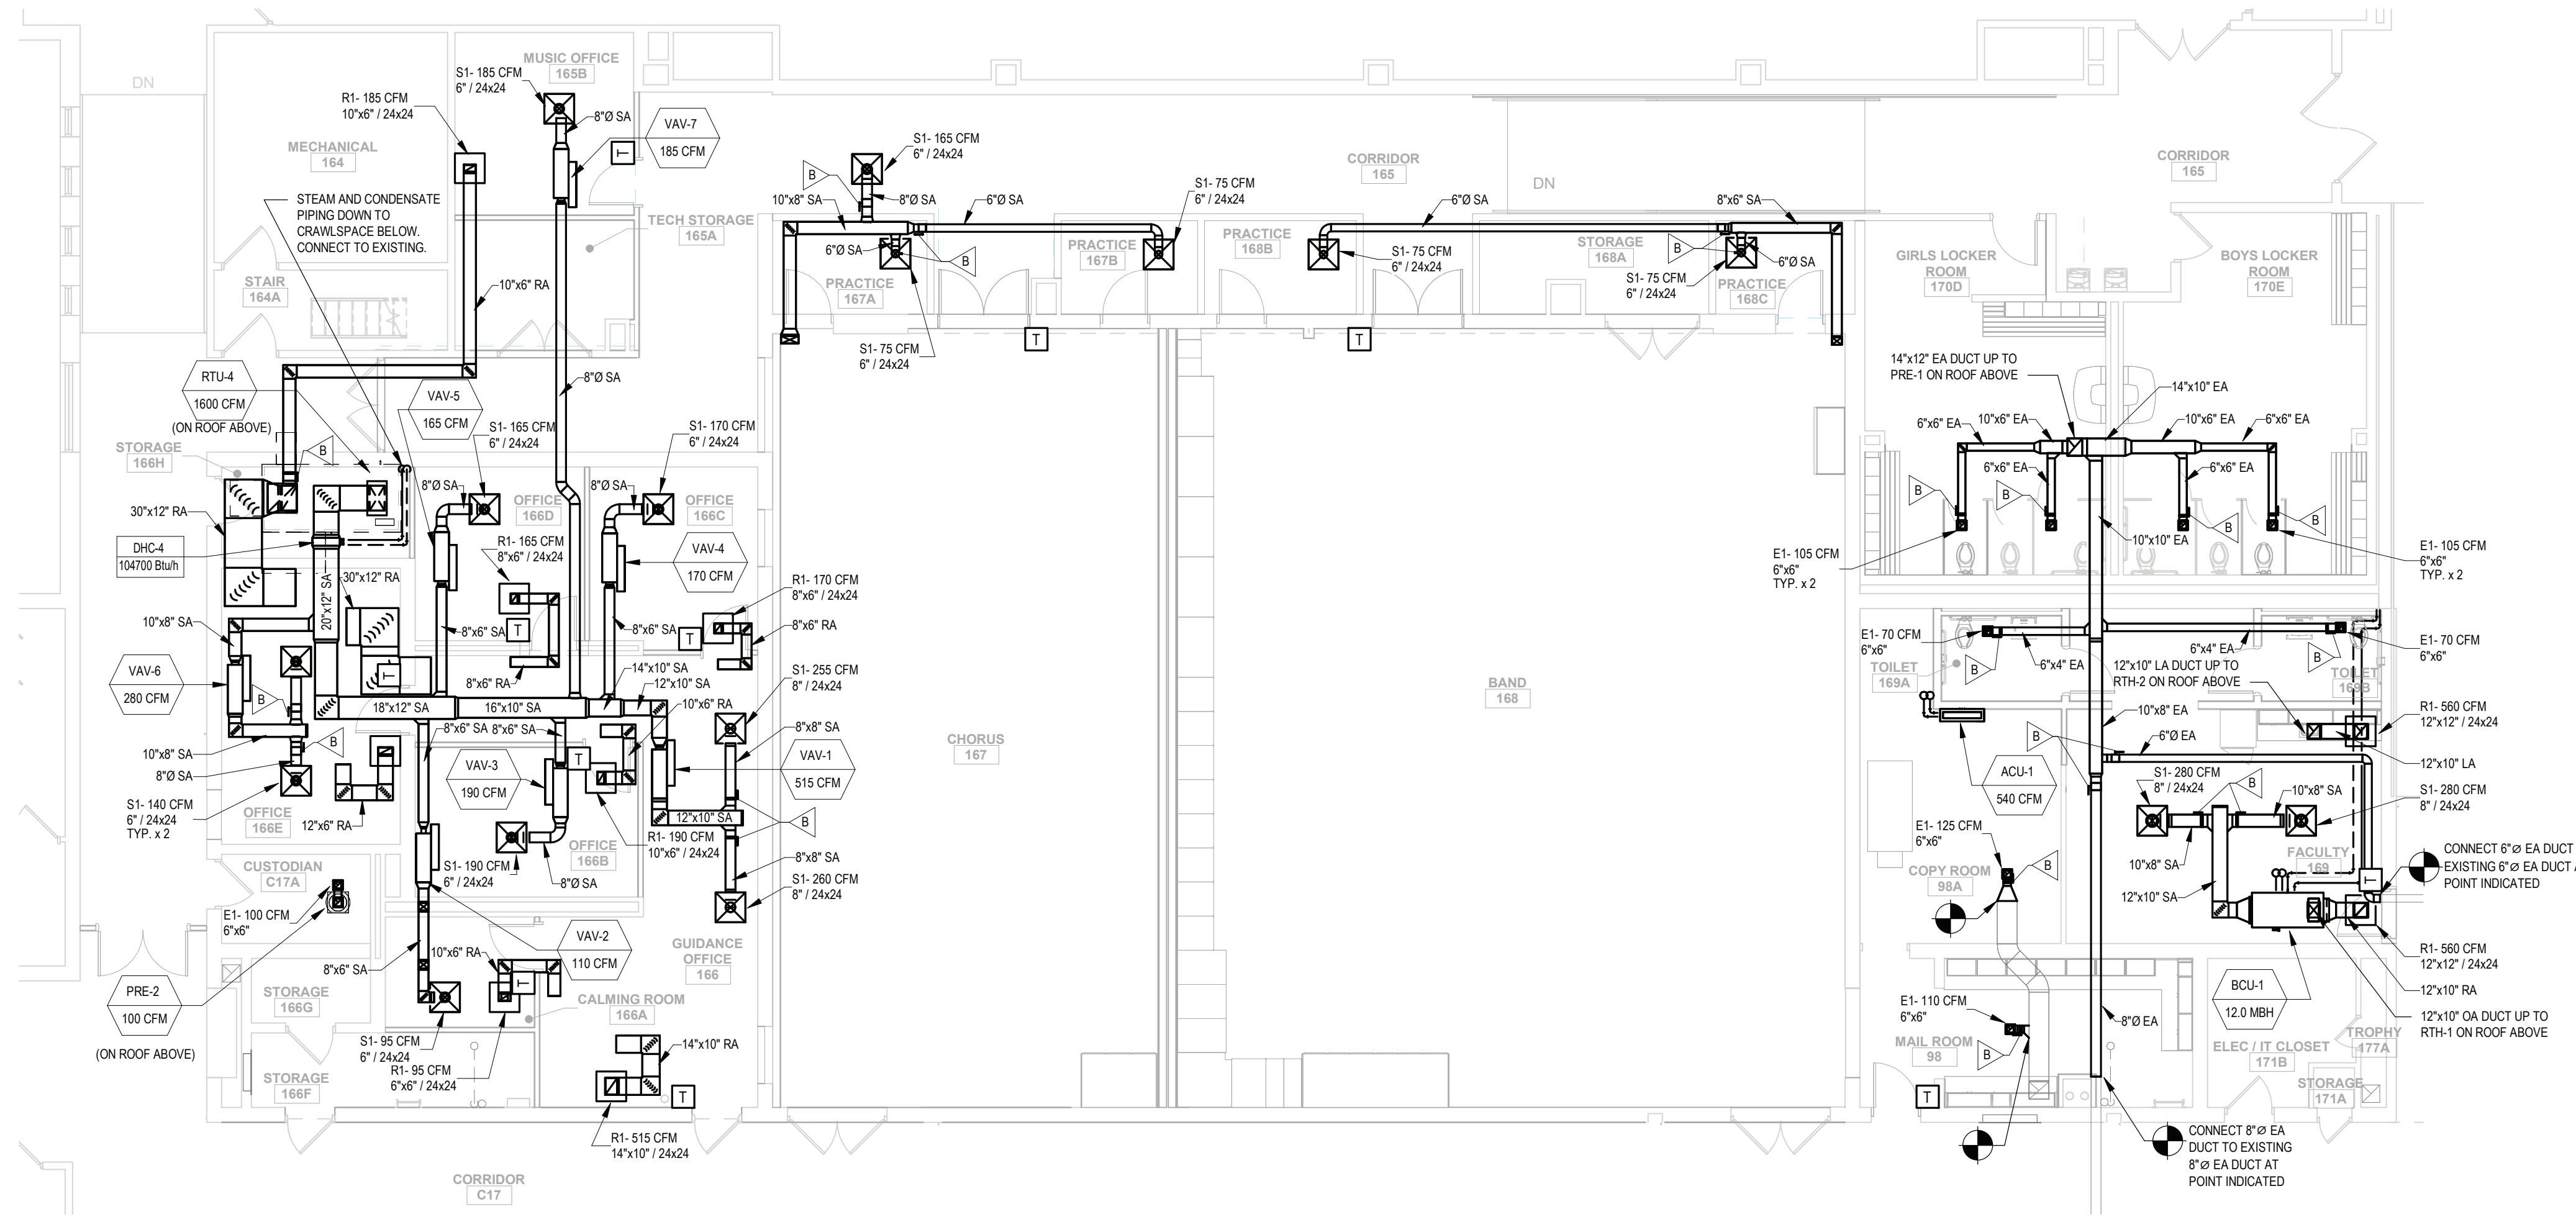 DN
MUSIC OFFICE
165B
S1- 185 CFM
6" / 24x24
R1- 185 CFM
10"x6" / 24x24
8"Ø SA
VAV-7
185 CFM
T
MECHANICAL
164
STEAM AND CONDENSATE
PIPING DOWN TO
CRAWLSPACE BELOW.
CONNECT TO EXISTING.
TECH STORAGE
165A
STAIR
164A
10"x6" RA
S1- 165 CFM
6" / 24x24
B
10"x8" SA
8"Ø SA
6"Ø SA
S1- 75 CFM
6" / 24x24
6"Ø SA
B
PRACTICE
167A
PRACTICE
167B
S1- 75 CFM
6" / 24x24
CORRIDOR
165
DN
6"Ø SA
8"x6" SA
PRACTICE
168B
S1- 75 CFM
6" / 24x24
STORAGE
168A
B
6"Ø SA
S1- 75 CFM
6" / 24x24
PRACTICE
168C
T
T
CORRIDOR
165
GIRLS LOCKER
ROOM
170D
BOYS LOCKER
ROOM
170E
RTU-4
1600 CFM
(ON ROOF ABOVE)
VAV-5
165 CFM
8"Ø SA
S1- 165 CFM
6" / 24x24
S1- 170 CFM
6" / 24x24
STORAGE
166H
B
8"Ø SA
OFFICE
166D
8"Ø SA
OFFICE
166C
30"x12" RA
DHC-4
104700 Btu/h
20"x12" SA
30"x12" RA
R1- 165 CFM
8"x6" / 24x24
VAV-4
170 CFM
R1- 170 CFM
8"x6" / 24x24
10"x8" SA
8"x6" SA
T
8"x6" SA
T
8"x6" RA
VAV-6
280 CFM
B
T
8"x6" RA
14"x10" SA
12"x10" SA
S1- 255 CFM
8" / 24x24
18"x12" SA
16"x10" SA
10"x6" RA
10"x8" SA
B
8"x6" SA
8"x6" SA
8"x8" SA
8"Ø SA
VAV-3
190 CFM
T
VAV-1
515 CFM
S1- 140 CFM
6" / 24x24
TYP. x 2
OFFICE
166E
12"x6" RA
12"x10" SA
B
R1- 190 CFM
10"x6" / 24x24
OFFICE
166B
8"x8" SA
S1- 190 CFM
6" / 24x24
8"Ø SA
S1- 260 CFM
8" / 24x24
CUSTODIAN
C17A
E1- 100 CFM
6"x6"
PRE-2
100 CFM
(ON ROOF ABOVE)
VAV-2
110 CFM
GUIDANCE
OFFICE
166
8"x6" SA
10"x6" RA
T
STORAGE
166G
CALMING ROOM
166A
S1- 95 CFM
6" / 24x24
R1- 95 CFM
6"x6" / 24x24
STORAGE
166F
14"x10" RA
T
R1- 515 CFM
14"x10" / 24x24
CORRIDOR
C17
CHORUS
167
BAND
168
14"x12" EA DUCT UP TO
PRE-1 ON ROOF ABOVE
14"x10" EA
6"x6" EA
10"x6" EA
10"x6" EA
6"x6" EA
6"x6" EA
6"x6" EA
B
B
B
B
10"x10" EA
E1- 105 CFM
6"x6"
TYP. x 2
E1- 105 CFM
6"x6"
TYP. x 2
E1- 70 CFM
6"x6"
B
6"x4" EA
TOILET
169A
6"x4" EA
B
E1- 70 CFM
6"x6"
12"x10" LA DUCT UP TO
RTH-2 ON ROOF ABOVE
TOILET
169B
10"x8" EA
R1- 560 CFM
12"x12" / 24x24
B
6"Ø EA
12"x10" LA
ACU-1
540 CFM
S1- 280 CFM
8" / 24x24
B
10"x8" SA
S1- 280 CFM
8" / 24x24
E1- 125 CFM
6"x6"
B
COPY ROOM
98A
10"x8" SA
FACULTY
169
T
12"x10" SA
CONNECT 6"Ø EA DUCT
EXISTING 6"Ø EA DUCT
POINT INDICATED
R1- 560 CFM
12"x12" / 24x24
12"x10" RA
BCU-1
12.0 MBH
12"x10" OA DUCT UP TO
RTH-1 ON ROOF ABOVE
E1- 110 CFM
6"x6"
B
MAIL ROOM
98
8"Ø EA
ELEC / IT CLOSET
171B
TROPHY
177A
STORAGE
171A
T
CONNECT 8"Ø EA
DUCT TO EXISTING
8"Ø EA DUCT AT
POINT INDICATED